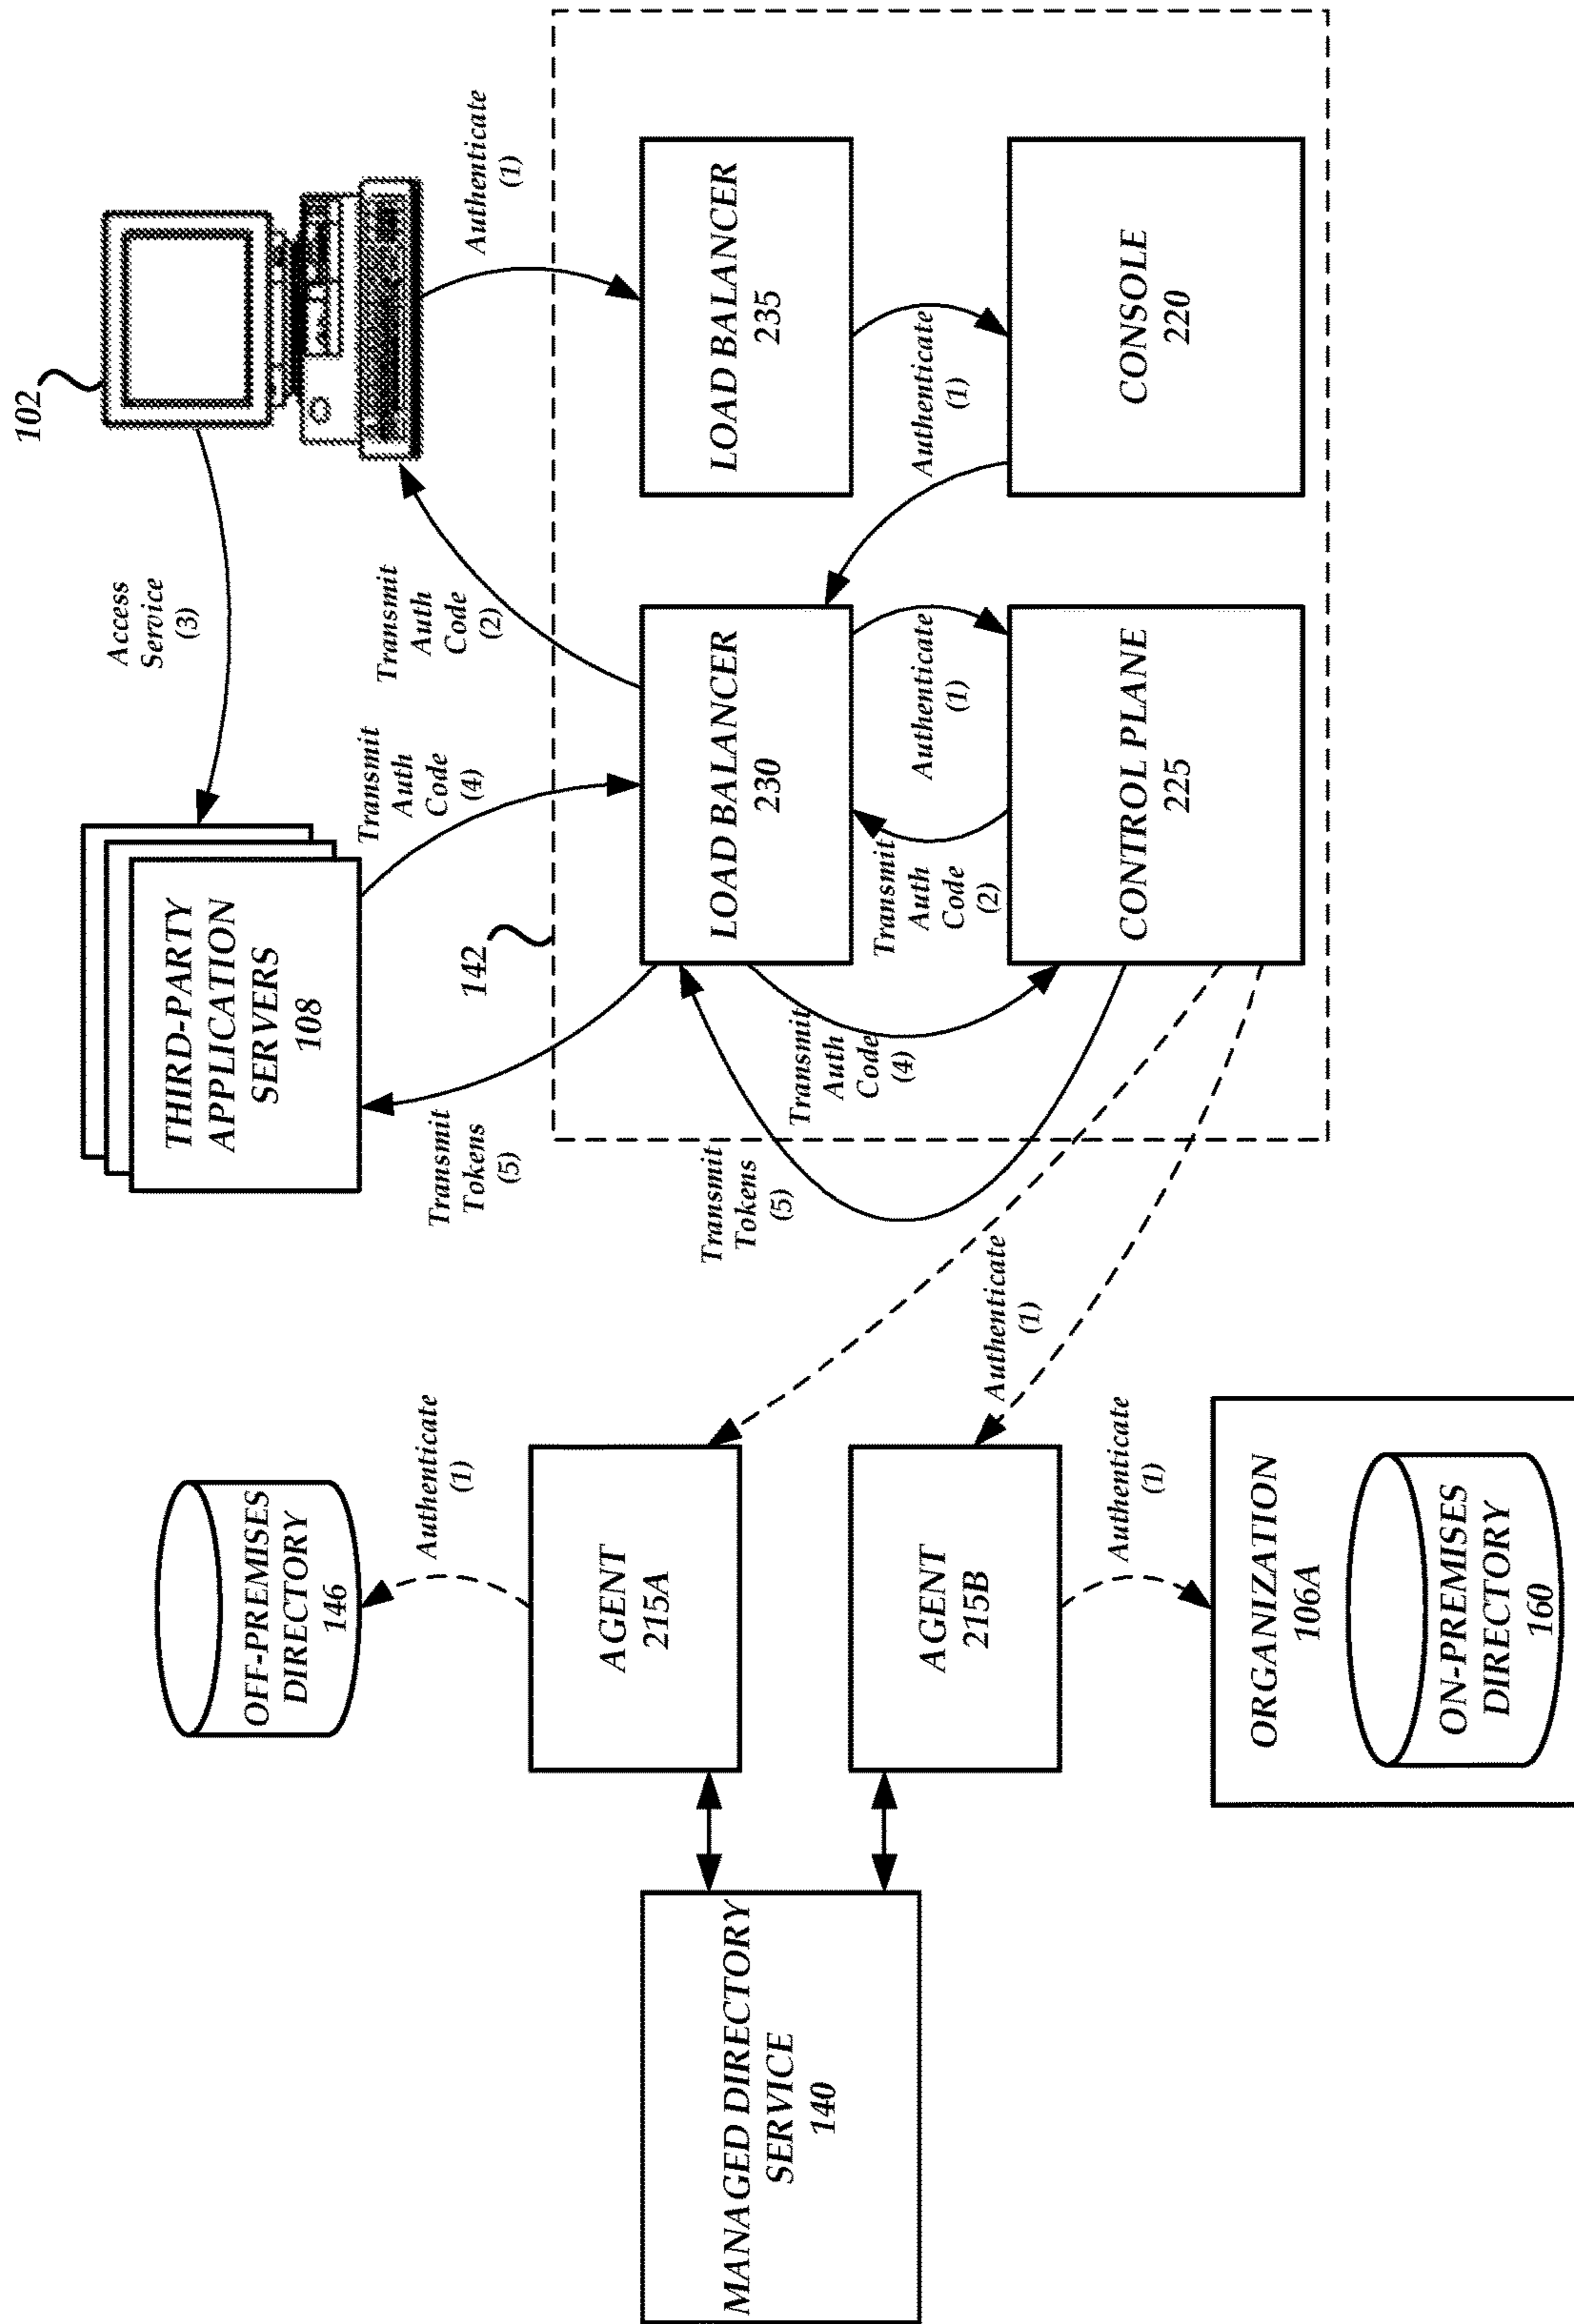 102
Authenticate
(1)
Access
Service
(3)
Transmit
Auth
Code
(2)
Transmit
Auth
Code
(4)
THIRD-PARTY
APPLICATION
SERVERS
108
142
LOAD BALANCER
235
Authenticate
(1)
CONSOLE
220
LOAD BALANCER
230
Authenticate
(1)
Transmit
Auth
Code
(2)
CONTROL PLANE
225
Transmit
Auth
Code
(4)
Transmit
Tokens
(5)
Transmit
Tokens
(5)
Authenticate
(1)
OFF-PREMISES
DIRECTORY
146
Authenticate
(1)
AGENT
215A
AGENT
215B
Authenticate
(1)
ORGANIZATION
106A
ON-PREMISES
DIRECTORY
160
MANAGED DIRECTORY
SERVICE
140